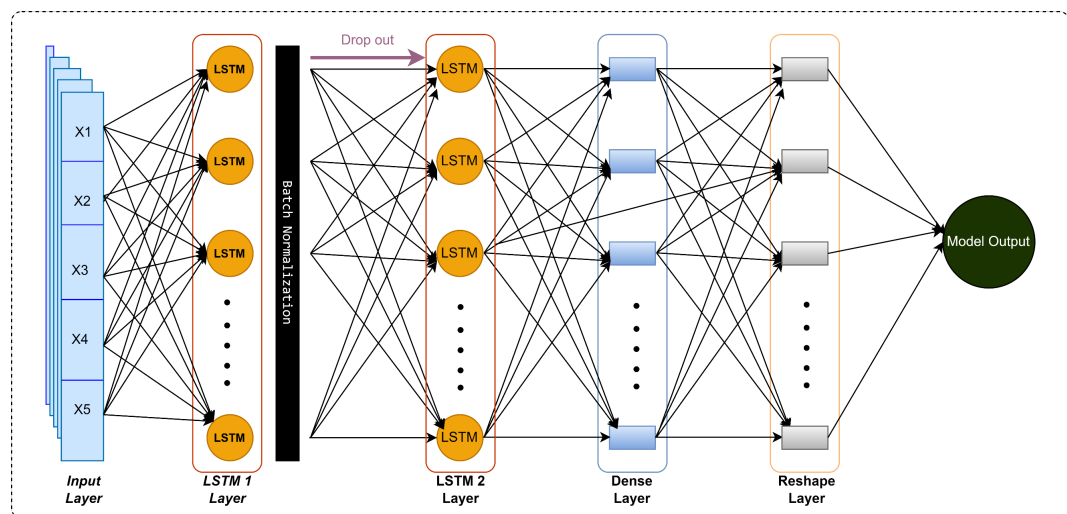 Drop out
X1
X2
X3
X4
X5
LSTM
LSTM
LSTM
LSTM
Batch Normalization
LSTM
LSTM
LSTM
LSTM
Model Output
Input
Layer
LSTM 1
Layer
LSTM 2
Layer
Dense
Layer
Reshape
Layer